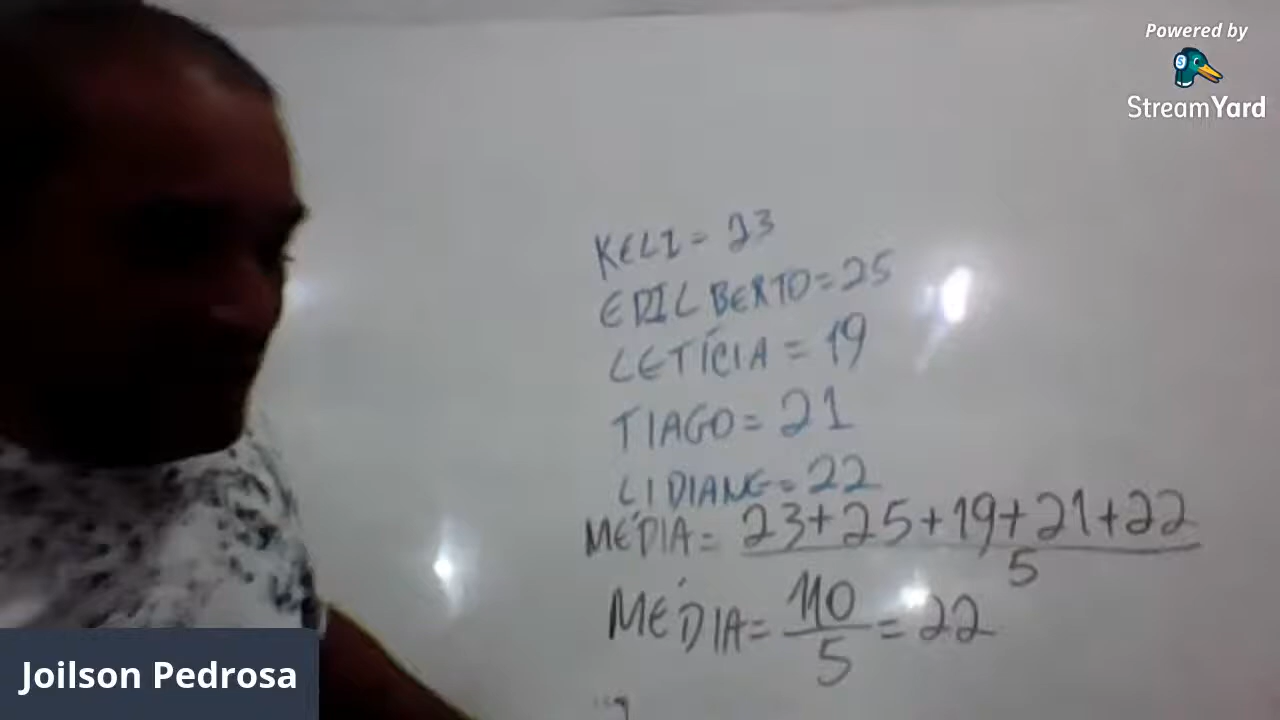 Powered by
StreamYard
KELI = 23
EDILBERTO = 25
LETÍCIA = 19
TIAGO = 21
LIDIANE = 22
MÉDIA = 23+25+19+21+22
5
MÉDIA = 110 = 22
5
Joilson Pedrosa